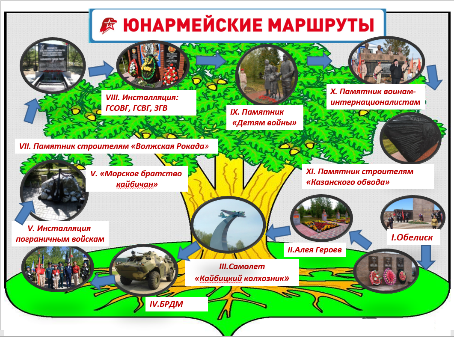 ЮНАРМЕЙСКИЕ МАРШРУТЫ
VIII. Инсталляция:
ГСОВГ, ГСВГ, ЗГВ
IX. Памятник
«Детям войны»
X. Памятник воинам-
интернационалистам
VII. Памятник строителям «Волжская Рокада»
V. «Морское братство
кайбичан»
XI. Памятник строителям
«Казанского обвода»
V. Инсталляция
пограничным войскам
I.Обелиск
II.Алея Героев
III.Самолет
«Кайбицкий колхозник»
IV.БРДМ